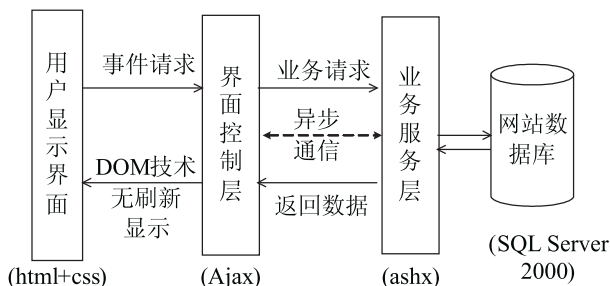 用户显示界面
事件请求
DOM技术
无刷新
显示
界面控制层
业务请求
异步
通信
返回数据
业务服务层
网站数
据库
(html+css)
(Ajax)
(ashx)
(SQL Server
2000)